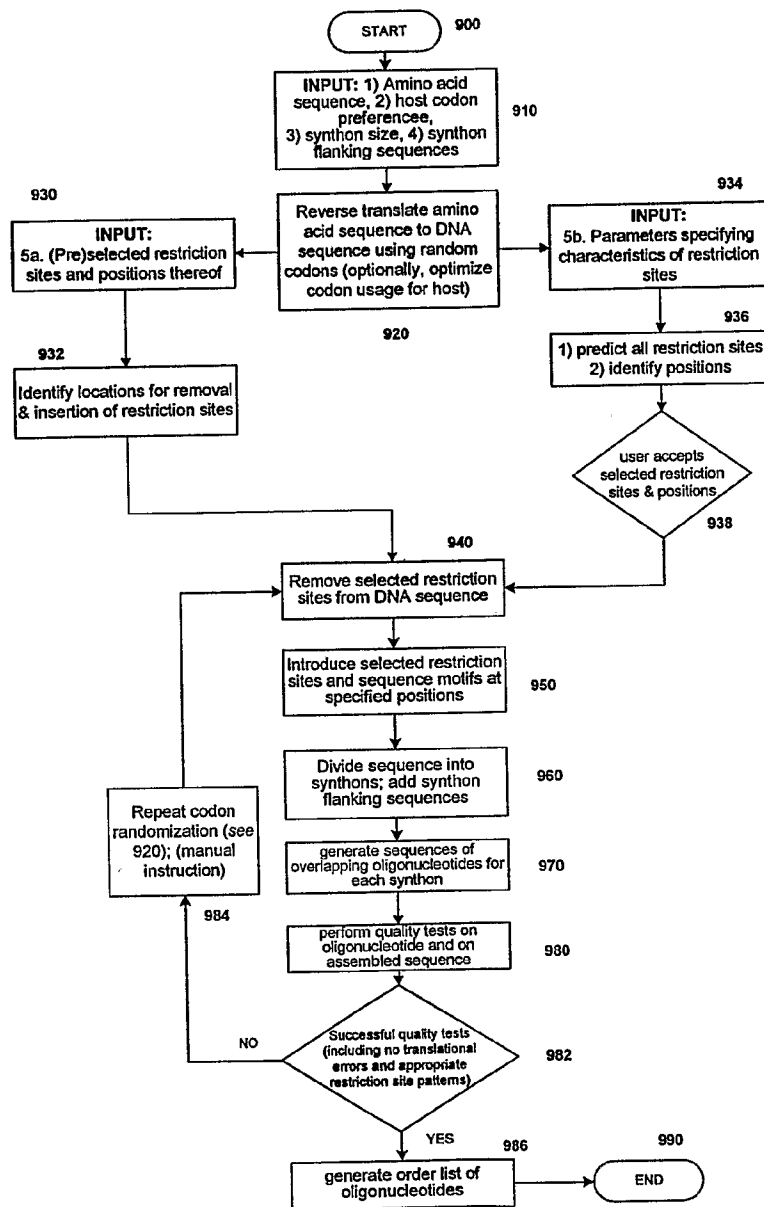 START
900
INPUT: 1) Amino acid
sequence, 2) host codon
preferencee,
3) synthon size, 4) synthon
flanking sequences
910
930
INPUT:
5a. (Pre)selected restriction
sites and positions thereof
Reverse translate amino
acid sequence to DNA
sequence using random
codons (optionally, optimize
codon usage for host)
920
934
INPUT:
5b. Parameters specifying
characteristics of restriction
sites
936
1) predict all restriction sites
2) identify positions
932
Identify locations for removal
& insertion of restriction sites
user accepts
selected restriction
sites & positions
938
940
Remove selected restriction
sites from DNA sequence
Introduce selected restriction
sites and sequence motifs at
specified positions
950
Divide sequence into
synthons; add synthon
flanking sequences
960
Repeat codon
randomization (see
920); (manual
instruction)
984
generate sequences of
overlapping oligonucleotides for
each synthon
970
perform quality tests on
oligonucleotide and on
assembled sequence
980
NO
Successful quality tests
(including no translational
errors and appropriate
restriction site patterns)
982
YES
986
generate order list of
oligonucleotides
990
END